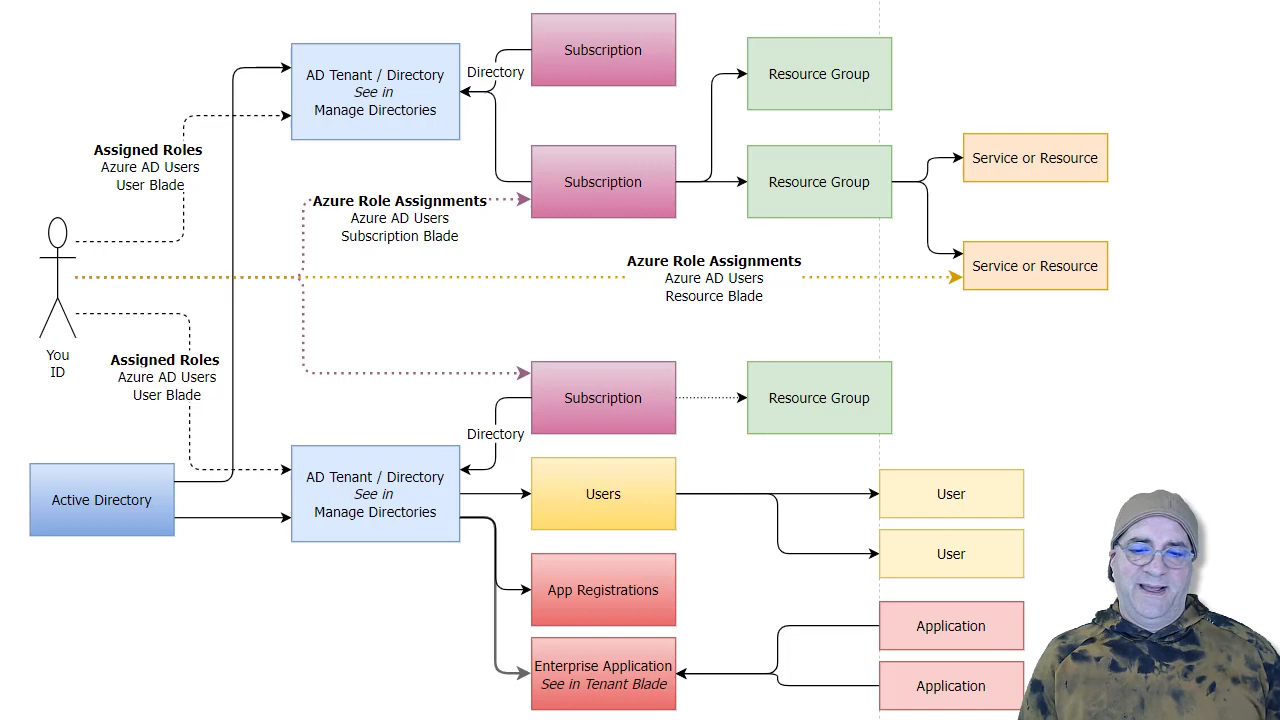 Subscription
Resource Group
Directory
AD Tenant / Directory
See in
Manage Directories
Assigned Roles
Azure AD Users
User Blade
Subscription
Resource Group
Service or Resource
Azure Role Assignments
Azure AD Users
Subscription Blade
Azure Role Assignments
Azure AD Users
Resource Blade
Service or Resource
You
ID
Assigned Roles
Azure AD Users
User Blade
Subscription
Resource Group
Directory
Active Directory
AD Tenant / Directory
See in
Manage Directories
Users
User
User
App Registrations
Application
Enterprise Application
See in Tenant Blade
Application